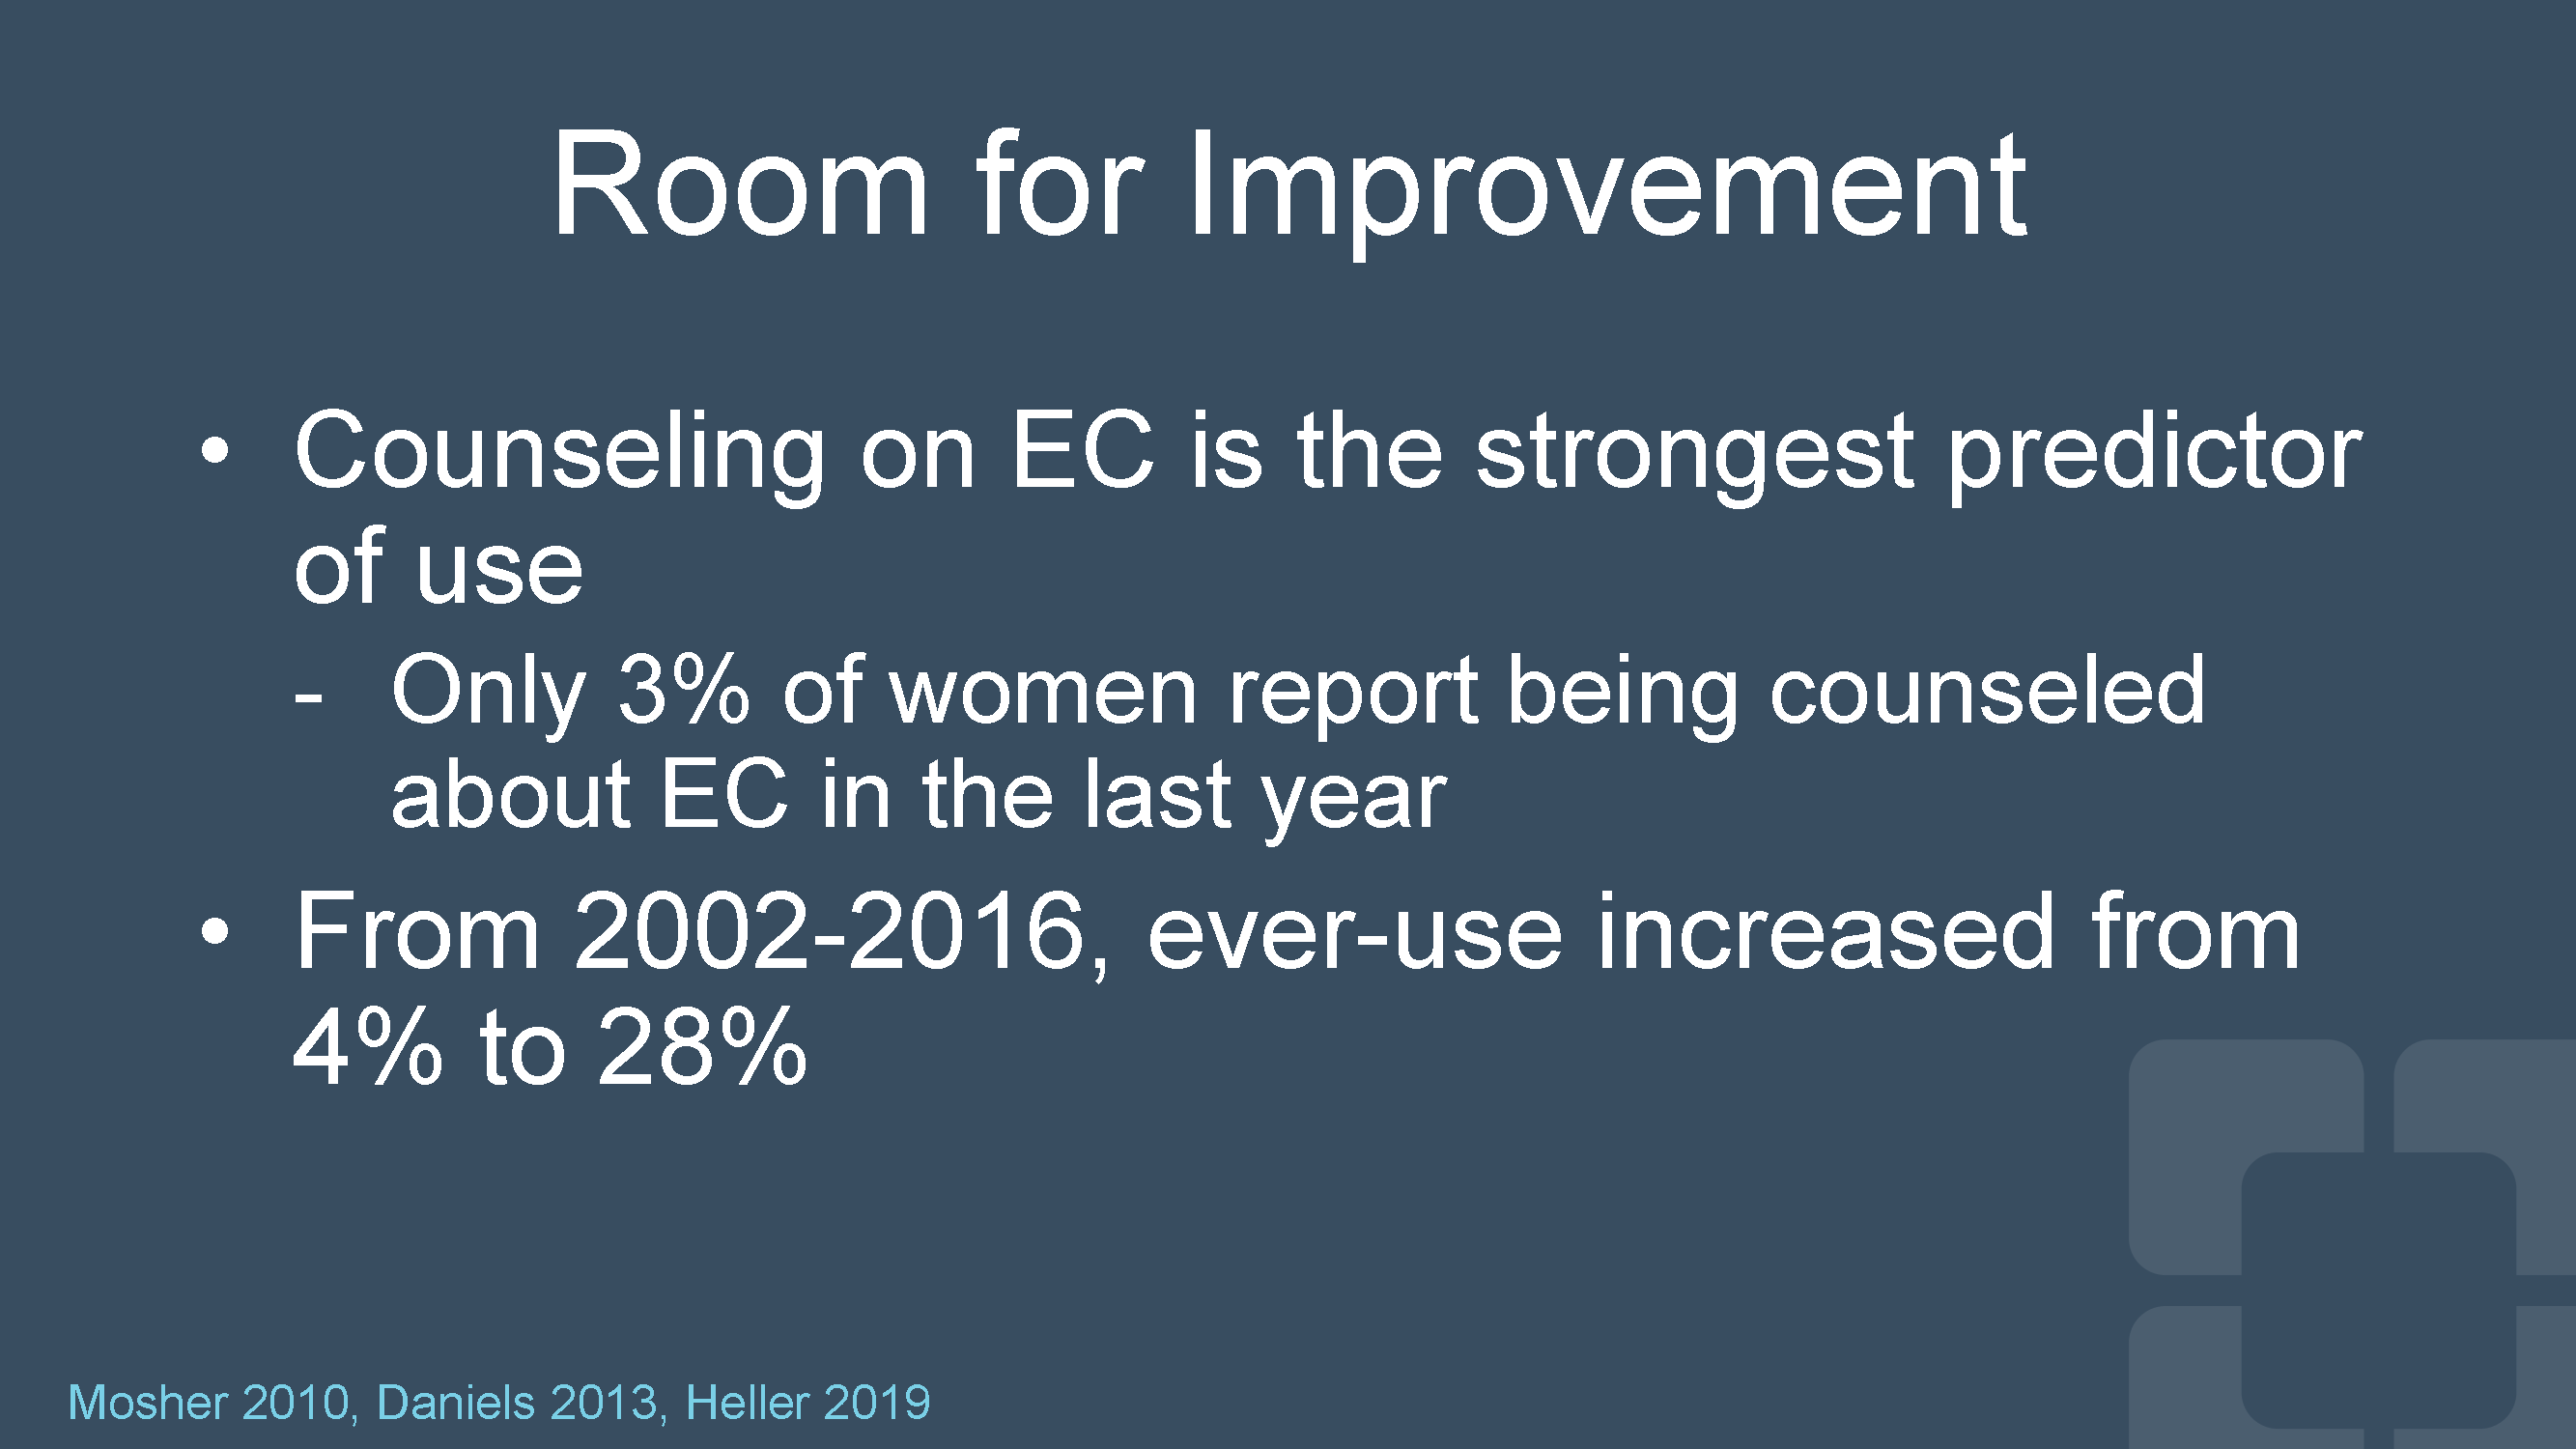 Room for Improvement
• Counseling on EC is the strongest predictor
of use
- Only 3% of women report being counseled
about EC in the last year
• From 2002-2016, ever-use increased from
4% to 28%
Mosher 2010, Daniels 2013, Heller 2019